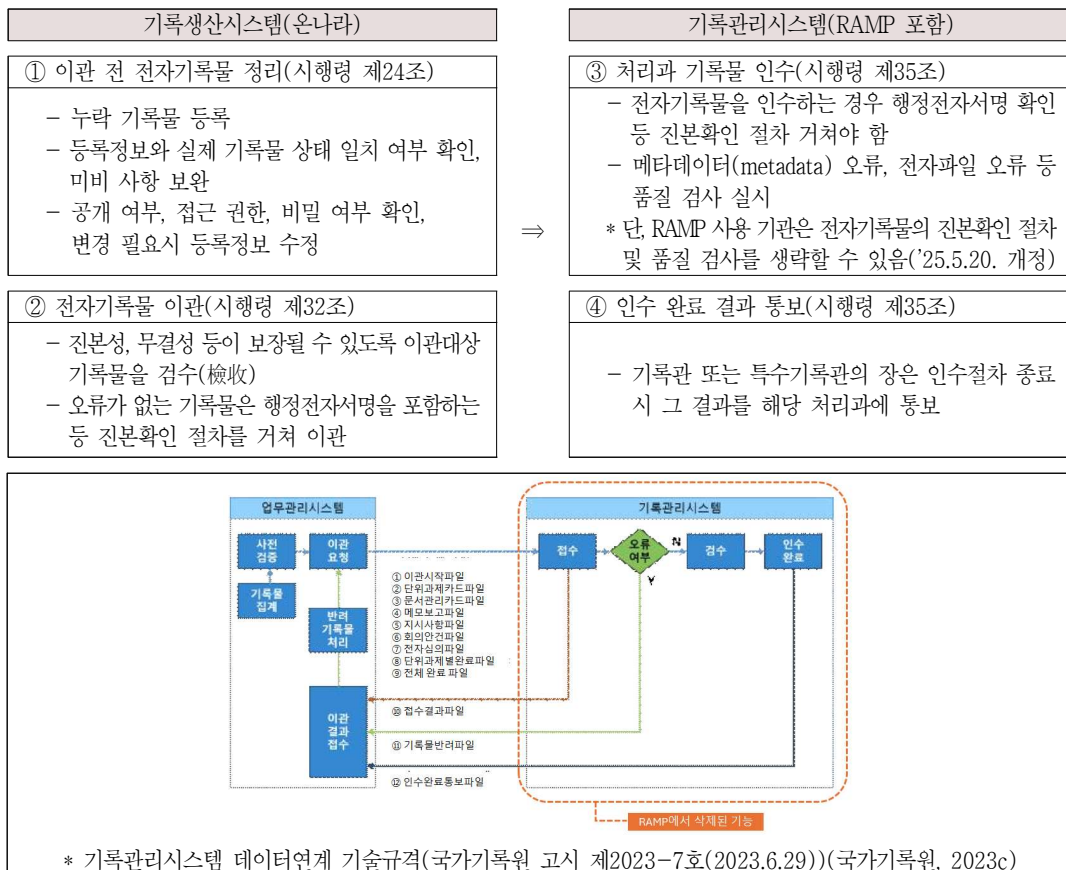 기록생산시스템(온나라)
① 이관 전 전자기록물 정리(시행령 제24조)
- 누락 기록물 등록
- 등록정보와 실제 기록물 상태 일치 여부 확인,
미비 사항 보완
- 공개 여부, 접근 권한, 비밀 여부 확인,
변경 필요시 등록정보 수정
② 전자기록물 이관(시행령 제32조)
- 진본성, 무결성 등이 보장될 수 있도록 이관대상
기록물을 검수(檢收)
- 오류가 없는 기록물은 행정전자서명을 포함하는
등 진본확인 절차를 거쳐 이관
⇒
기록관리시스템(RAMP 포함)
③ 처리과 기록물 인수(시행령 제35조)
- 전자기록물을 인수하는 경우 행정전자서명 확인
등 진본확인 절차 거쳐야 함
- 메타데이터(metadata) 오류, 전자파일 오류 등
품질 검사 실시
* 단, RAMP 사용 기관은 전자기록물의 진본확인 절차
및 품질 검사를 생략할 수 있음('25.5.20. 개정)
④ 인수 완료 결과 통보(시행령 제35조)
- 기록관 또는 특수기록관의 장은 인수절차 종료
시 그 결과를 해당 처리과에 통보
업무관리시스템
사전
검증
이관
요청
기록물
집계
반려
기록물
처리
이관
결과
접수
① 이관시작파일
② 단위과제카드파일
③ 문서관리카드파일
④ 메모보고파일
⑤ 지시사항파일
⑥ 회의안건파일
⑦ 전자심의파일
⑧ 단위과제별완료파일
⑨ 전체 완료 파일
⑩ 접수결과파일
⑪ 기록물반려파일
⑫ 인수완료통보파일
기록관리시스템
접수
오류
여부
N
Y
검수
인수
완료
RAMP에서 삭제된 기능
* 기록관리시스템 데이터연계 기술규격(국가기록원 고시 제2023-7호(2023.6.29))(국가기록원, 2023c)